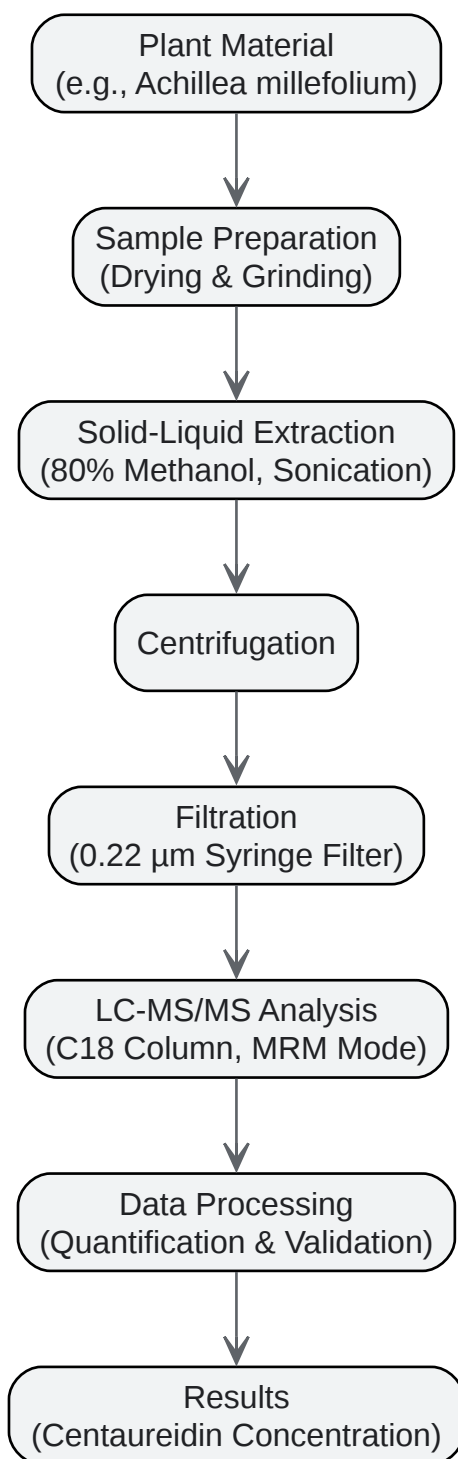 Plant Material
(e.g., Achillea millefolium)
Sample Preparation
(Drying & Grinding)
Solid-Liquid Extraction
(80% Methanol, Sonication)
Centrifugation
Filtration
(0.22 µm Syringe Filter)
LC-MS/MS Analysis
(C18 Column, MRM Mode)
Data Processing
(Quantification & Validation)
Results
(Centaureidin Concentration)